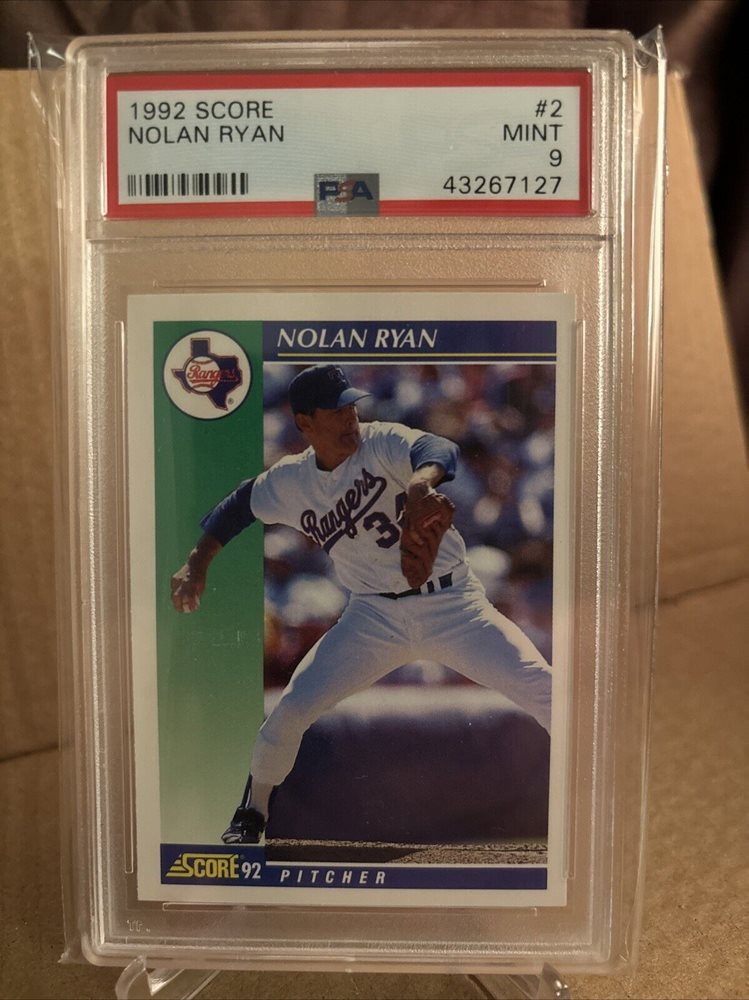 1992 SCORE #2
NOLAN RYAN MINT
9
PSA 43267127
NOLAN RYAN
Rangers
Rangers
34
SCORE 92
PITCHER